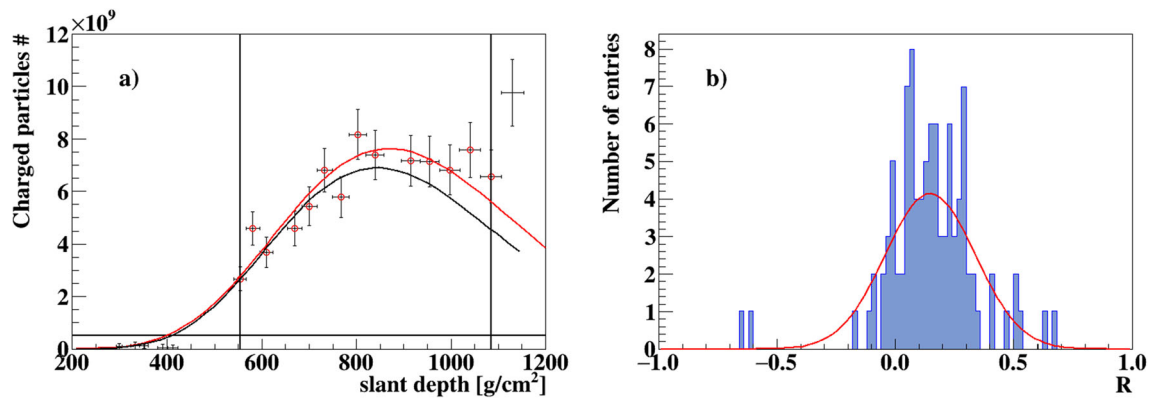 ×10⁹
Charged particles #
12
10
8
6
4
2
0
a)
200 400 600 800 1000 1200
slant depth [g/cm²]
Number of entries
8
7
6
5
4
3
2
1
0
b)
−1.0 −0.5 0.0 0.5 1.0
R